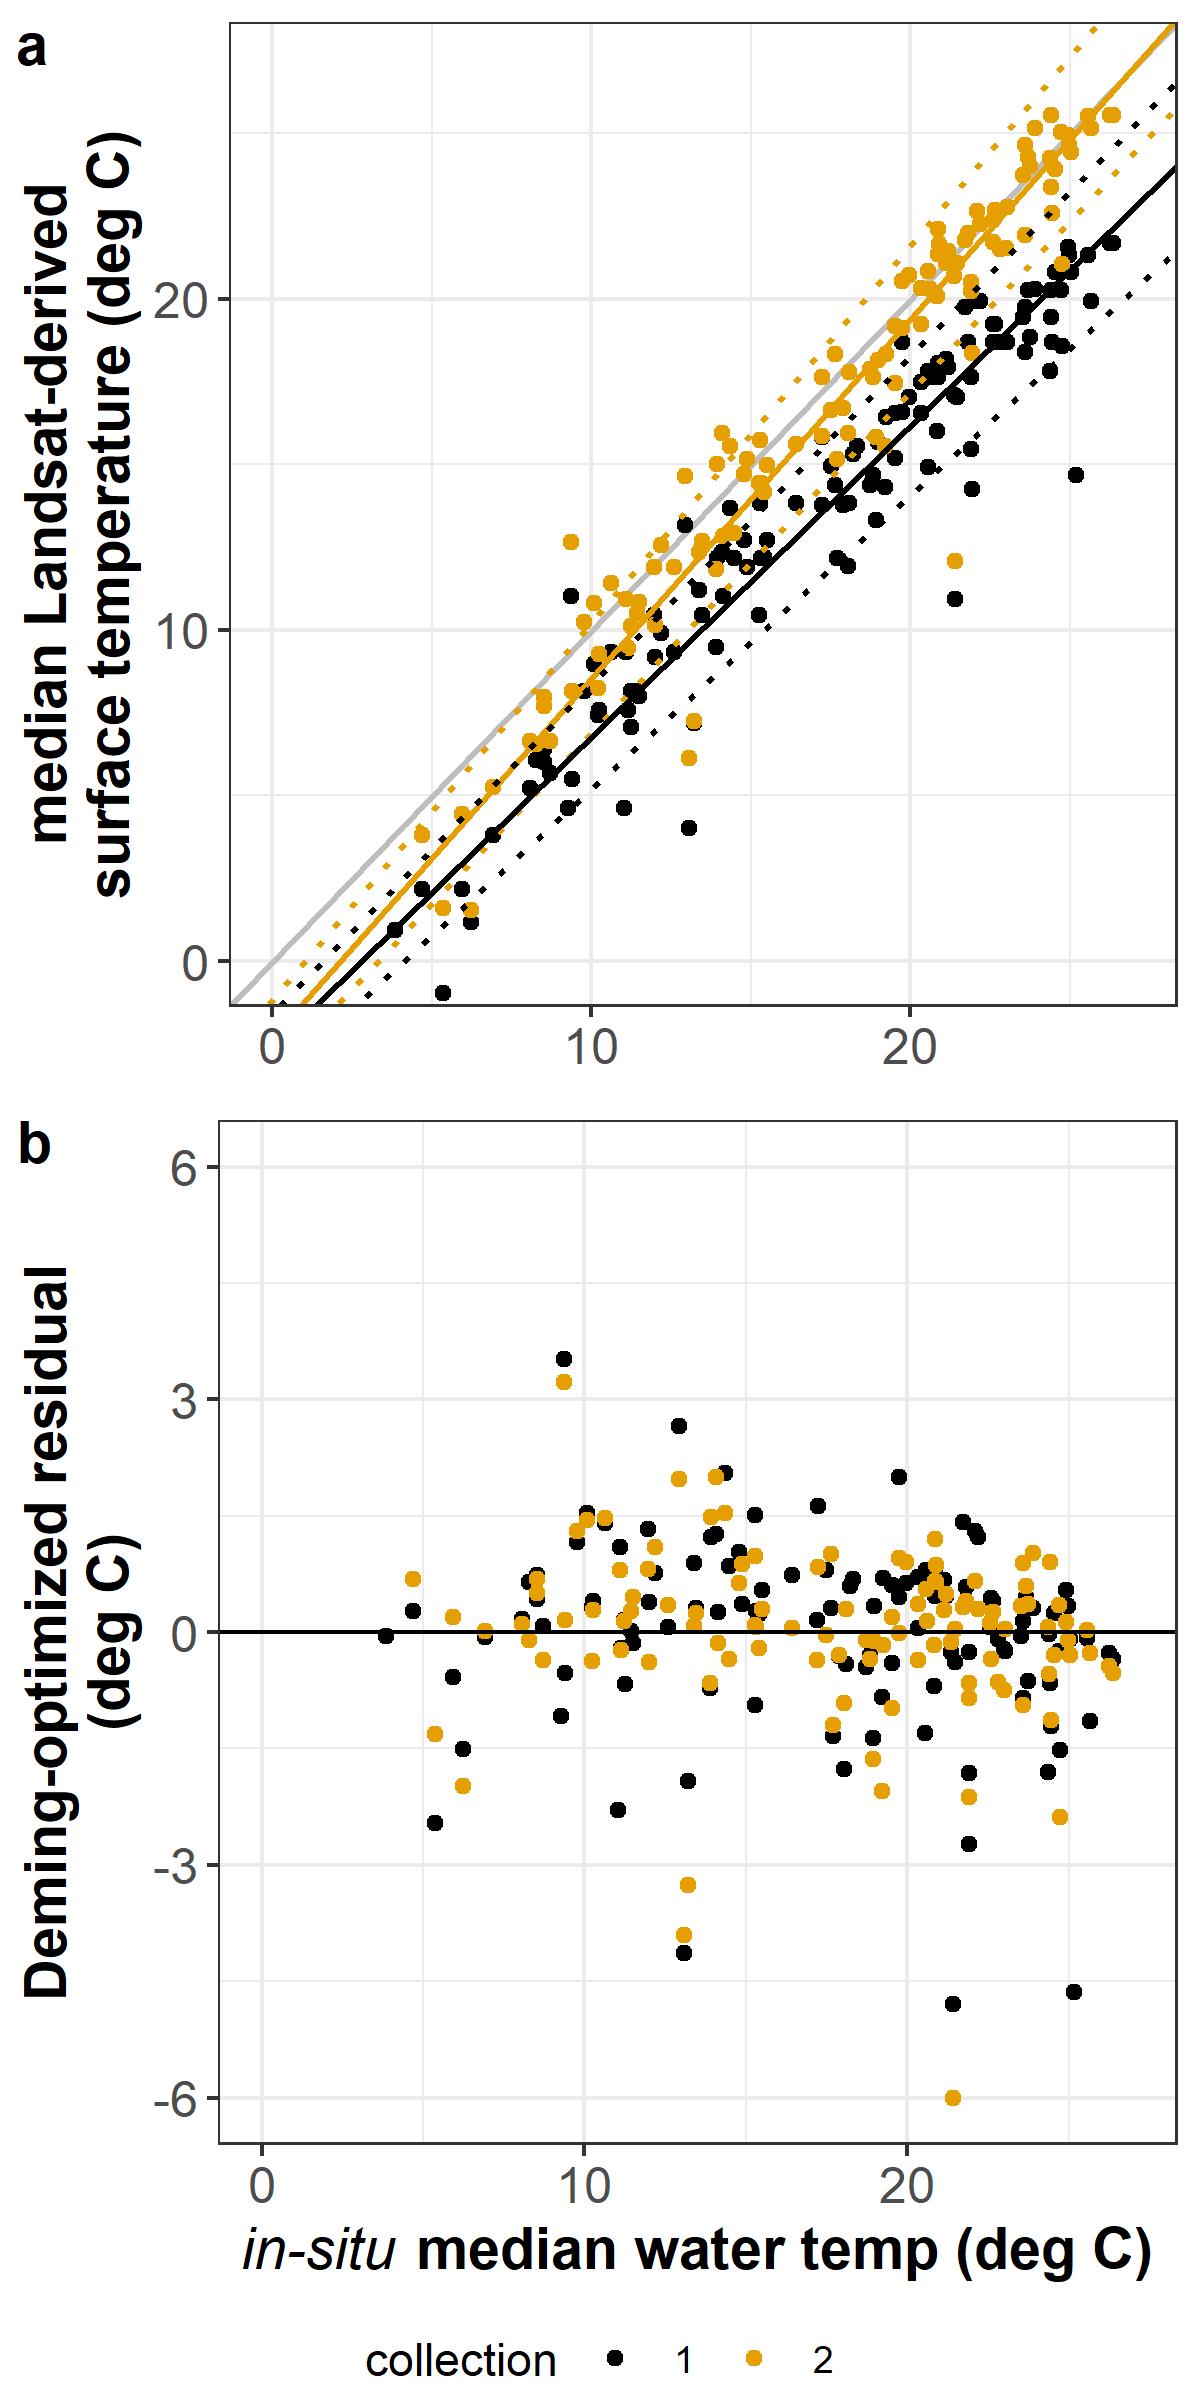 a
median Landsat-derived
surface temperature (deg C)
20
10
0
0 10 20
b
Deming-optimized residual
(deg C)
6
3
0
-3
-6
0 10 20
in-situ median water temp (deg C)
collection 1 2